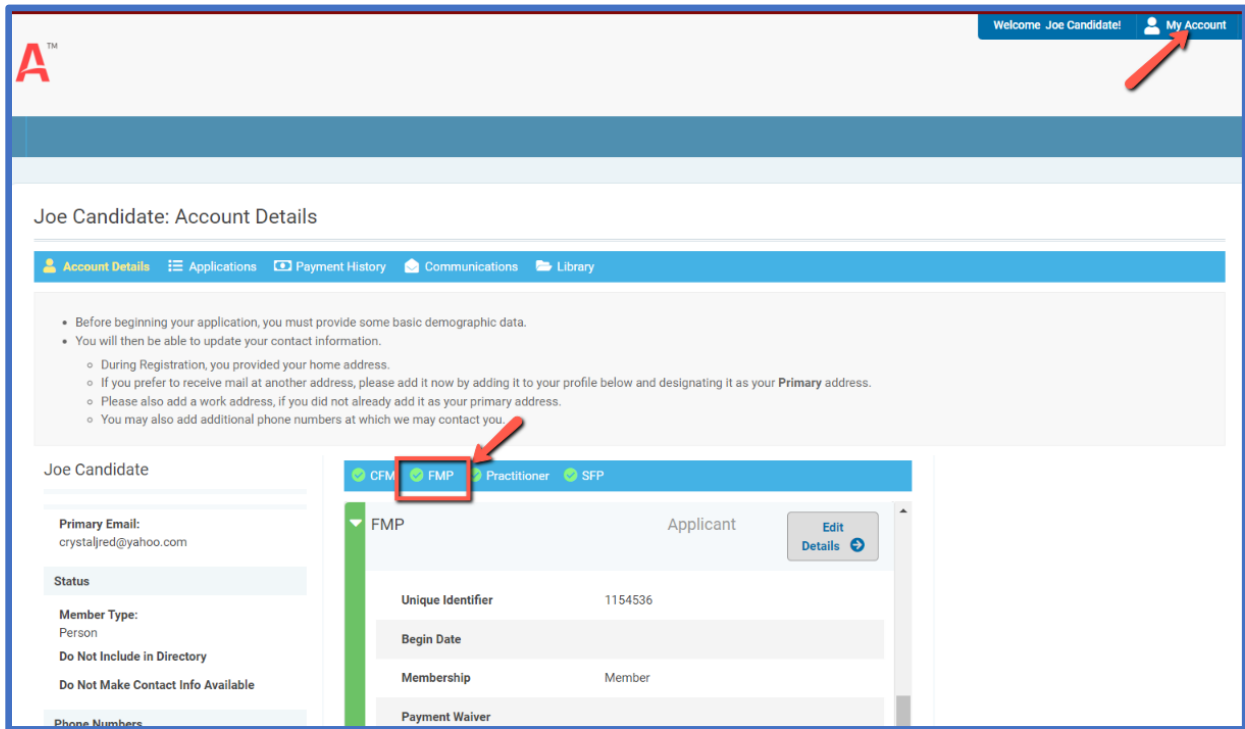 Welcome Joe Candidate! My Account
A™
Joe Candidate: Account Details
Account Details Applications Payment History Communications Library
• Before beginning your application, you must provide some basic demographic data.
• You will then be able to update your contact information.
○ During Registration, you provided your home address.
○ If you prefer to receive mail at another address, please add it now by adding it to your profile below and designating it as your Primary address.
○ Please also add a work address, if you did not already add it as your primary address.
○ You may also add additional phone numbers at which we may contact you.
Joe Candidate
Primary Email:
crystaljred@yahoo.com
Status
Member Type:
Person
Do Not Include in Directory
Do Not Make Contact Info Available
Phone Numbers
CFM FMP Practitioner SFP
FMP Applicant Edit
Details
Unique Identifier 1154536
Begin Date
Membership Member
Payment Waiver